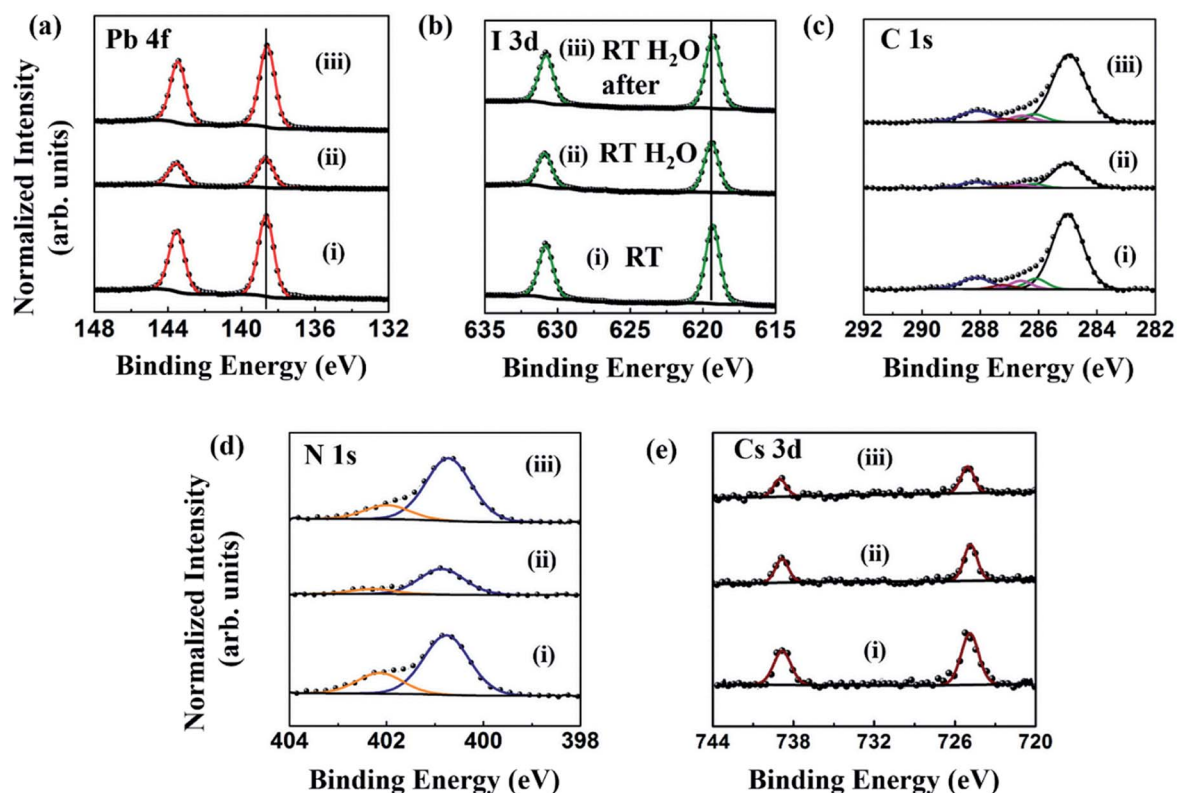 (a)
Pb 4f
(iii)
(ii)
(i)
148 144 140 136 132
Binding Energy (eV)
Normalized Intensity
(arb. units)
(b)
I 3d
(iii) RT H₂O
after
(ii) RT H₂O
(i) RT
635 630 625 620 615
Binding Energy (eV)
(c)
C 1s
(iii)
(ii)
(i)
292 290 288 286 284 282
Binding Energy (eV)
(d)
N 1s
(iii)
(ii)
(i)
404 402 400 398
Binding Energy (eV)
Normalized Intensity
(arb. units)
(e)
Cs 3d
(iii)
(ii)
(i)
744 738 732 726 720
Binding Energy (eV)